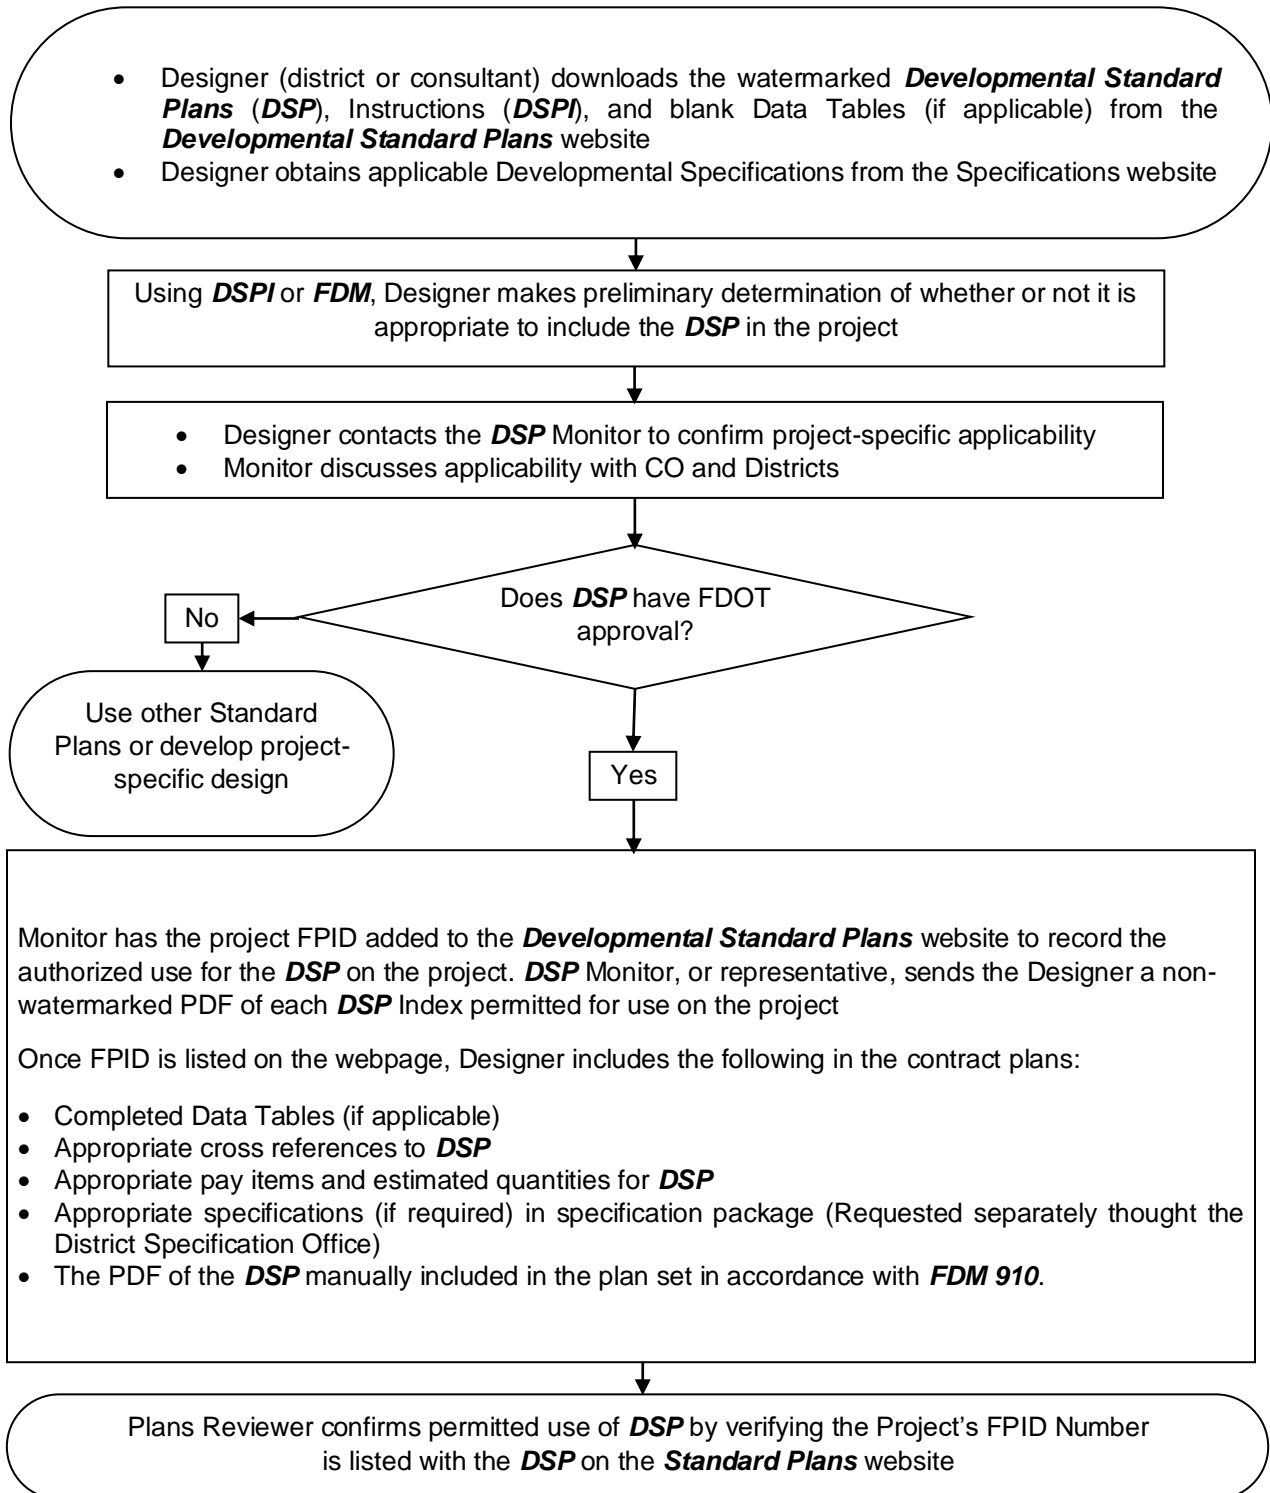 • Designer (district or consultant) downloads the watermarked Developmental Standard
Plans (DSP), Instructions (DSPI), and blank Data Tables (if applicable) from the
Developmental Standard Plans website
• Designer obtains applicable Developmental Specifications from the Specifications website
Using DSPI or FDM, Designer makes preliminary determination of whether or not it is
appropriate to include the DSP in the project
• Designer contacts the DSP Monitor to confirm project-specific applicability
• Monitor discusses applicability with CO and Districts
Does DSP have FDOT
approval?
No
Use other Standard
Plans or develop project-
specific design
Yes
Monitor has the project FPID added to the Developmental Standard Plans website to record the
authorized use for the DSP on the project. DSP Monitor, or representative, sends the Designer a non-
watermarked PDF of each DSP Index permitted for use on the project
Once FPID is listed on the webpage, Designer includes the following in the contract plans:
• Completed Data Tables (if applicable)
• Appropriate cross references to DSP
• Appropriate pay items and estimated quantities for DSP
• Appropriate specifications (if required) in specification package (Requested separately thought the
District Specification Office)
• The PDF of the DSP manually included in the plan set in accordance with FDM 910.
Plans Reviewer confirms permitted use of DSP by verifying the Project's FPID Number
is listed with the DSP on the Standard Plans website